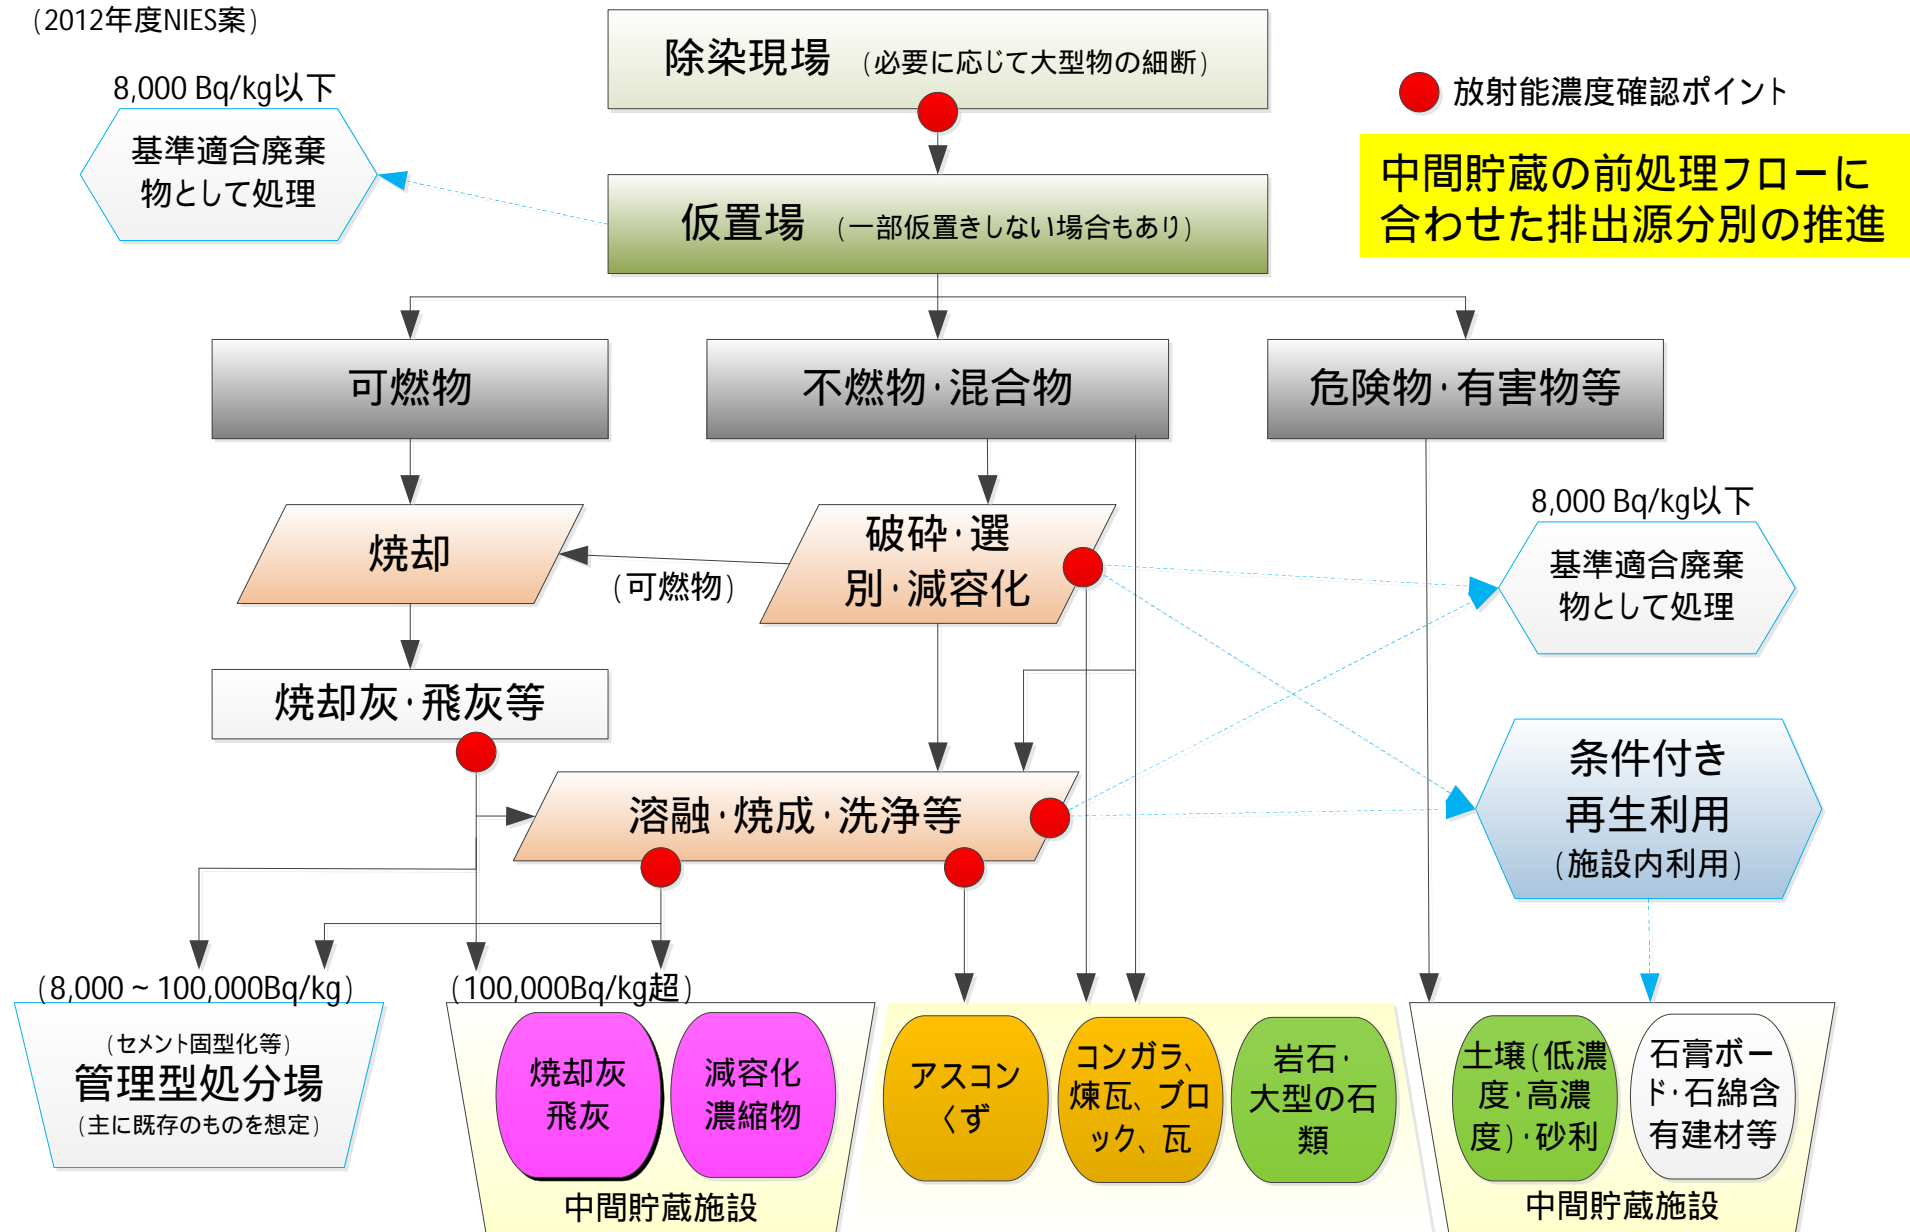 (2012年度NIES案)
除染現場 (必要に応じて大型物の細断)
8,000 Bq/kg以下
基準適合廃棄
物として処理
放射能濃度確認ポイント
中間貯蔵の前処理フローに
合わせた排出源分別の推進
仮置場 (一部仮置きしない場合もあり)
可燃物
不燃物・混合物
危険物・有害物等
焼却
(可燃物)
破砕・選
別・減容化
8,000 Bq/kg以下
基準適合廃棄
物として処理
焼却灰・飛灰等
溶融・焼成・洗浄等
条件付き
再生利用
(施設内利用)
(8,000 ~ 100,000Bq/kg)
(セメント固型化等)
管理型処分場
(主に既存のものを想定)
(100,000Bq/kg超)
焼却灰
飛灰
減容化
濃縮物
中間貯蔵施設
アスコン
くず
コンガラ、
煉瓦、ブロ
ック、瓦
岩石・
大型の石
類
土壌(低濃
度・高濃
度)・砂利
石膏ボー
ド・石綿含
有建材等
中間貯蔵施設